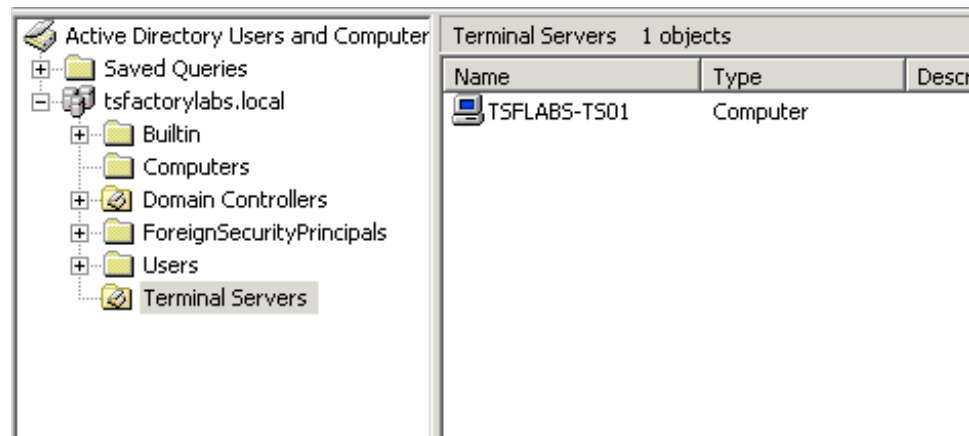 Active Directory Users and Computer
Saved Queries
tsfactorylabs.local
Builtin
Computers
Domain Controllers
ForeignSecurityPrincipals
Users
Terminal Servers
Terminal Servers 1 objects
Name Type Descr
TSFLABS-TS01 Computer